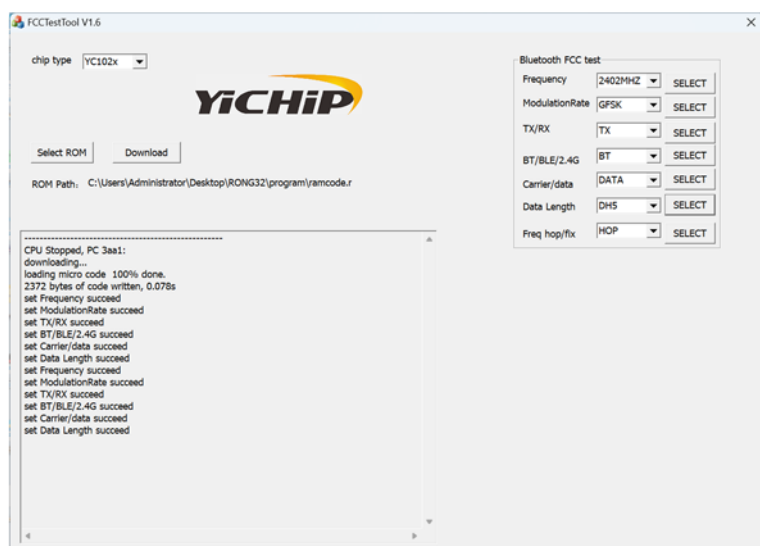 FCCTestTool V1.6
chip type YC102x
YiCHiP
Select ROM Download
ROM Path: C:\Users\Administrator\Desktop\RONG32\program\ramcode.r
Bluetooth FCC test
Frequency 2402MHZ SELECT
ModulationRate GFSK SELECT
TX/RX TX SELECT
BT/BLE/2.4G BT SELECT
Carrier/data DATA SELECT
Data Length DH5 SELECT
Freq hop/fix HOP SELECT
------------------------------------------------------
CPU Stopped, PC 3aa1:
downloading...
loading micro code 100% done.
2372 bytes of code written, 0.078s
set Frequency succeed
set ModulationRate succeed
set TX/RX succeed
set BT/BLE/2.4G succeed
set Carrier/data succeed
set Data Length succeed
set Frequency succeed
set ModulationRate succeed
set TX/RX succeed
set BT/BLE/2.4G succeed
set Carrier/data succeed
set Data Length succeed